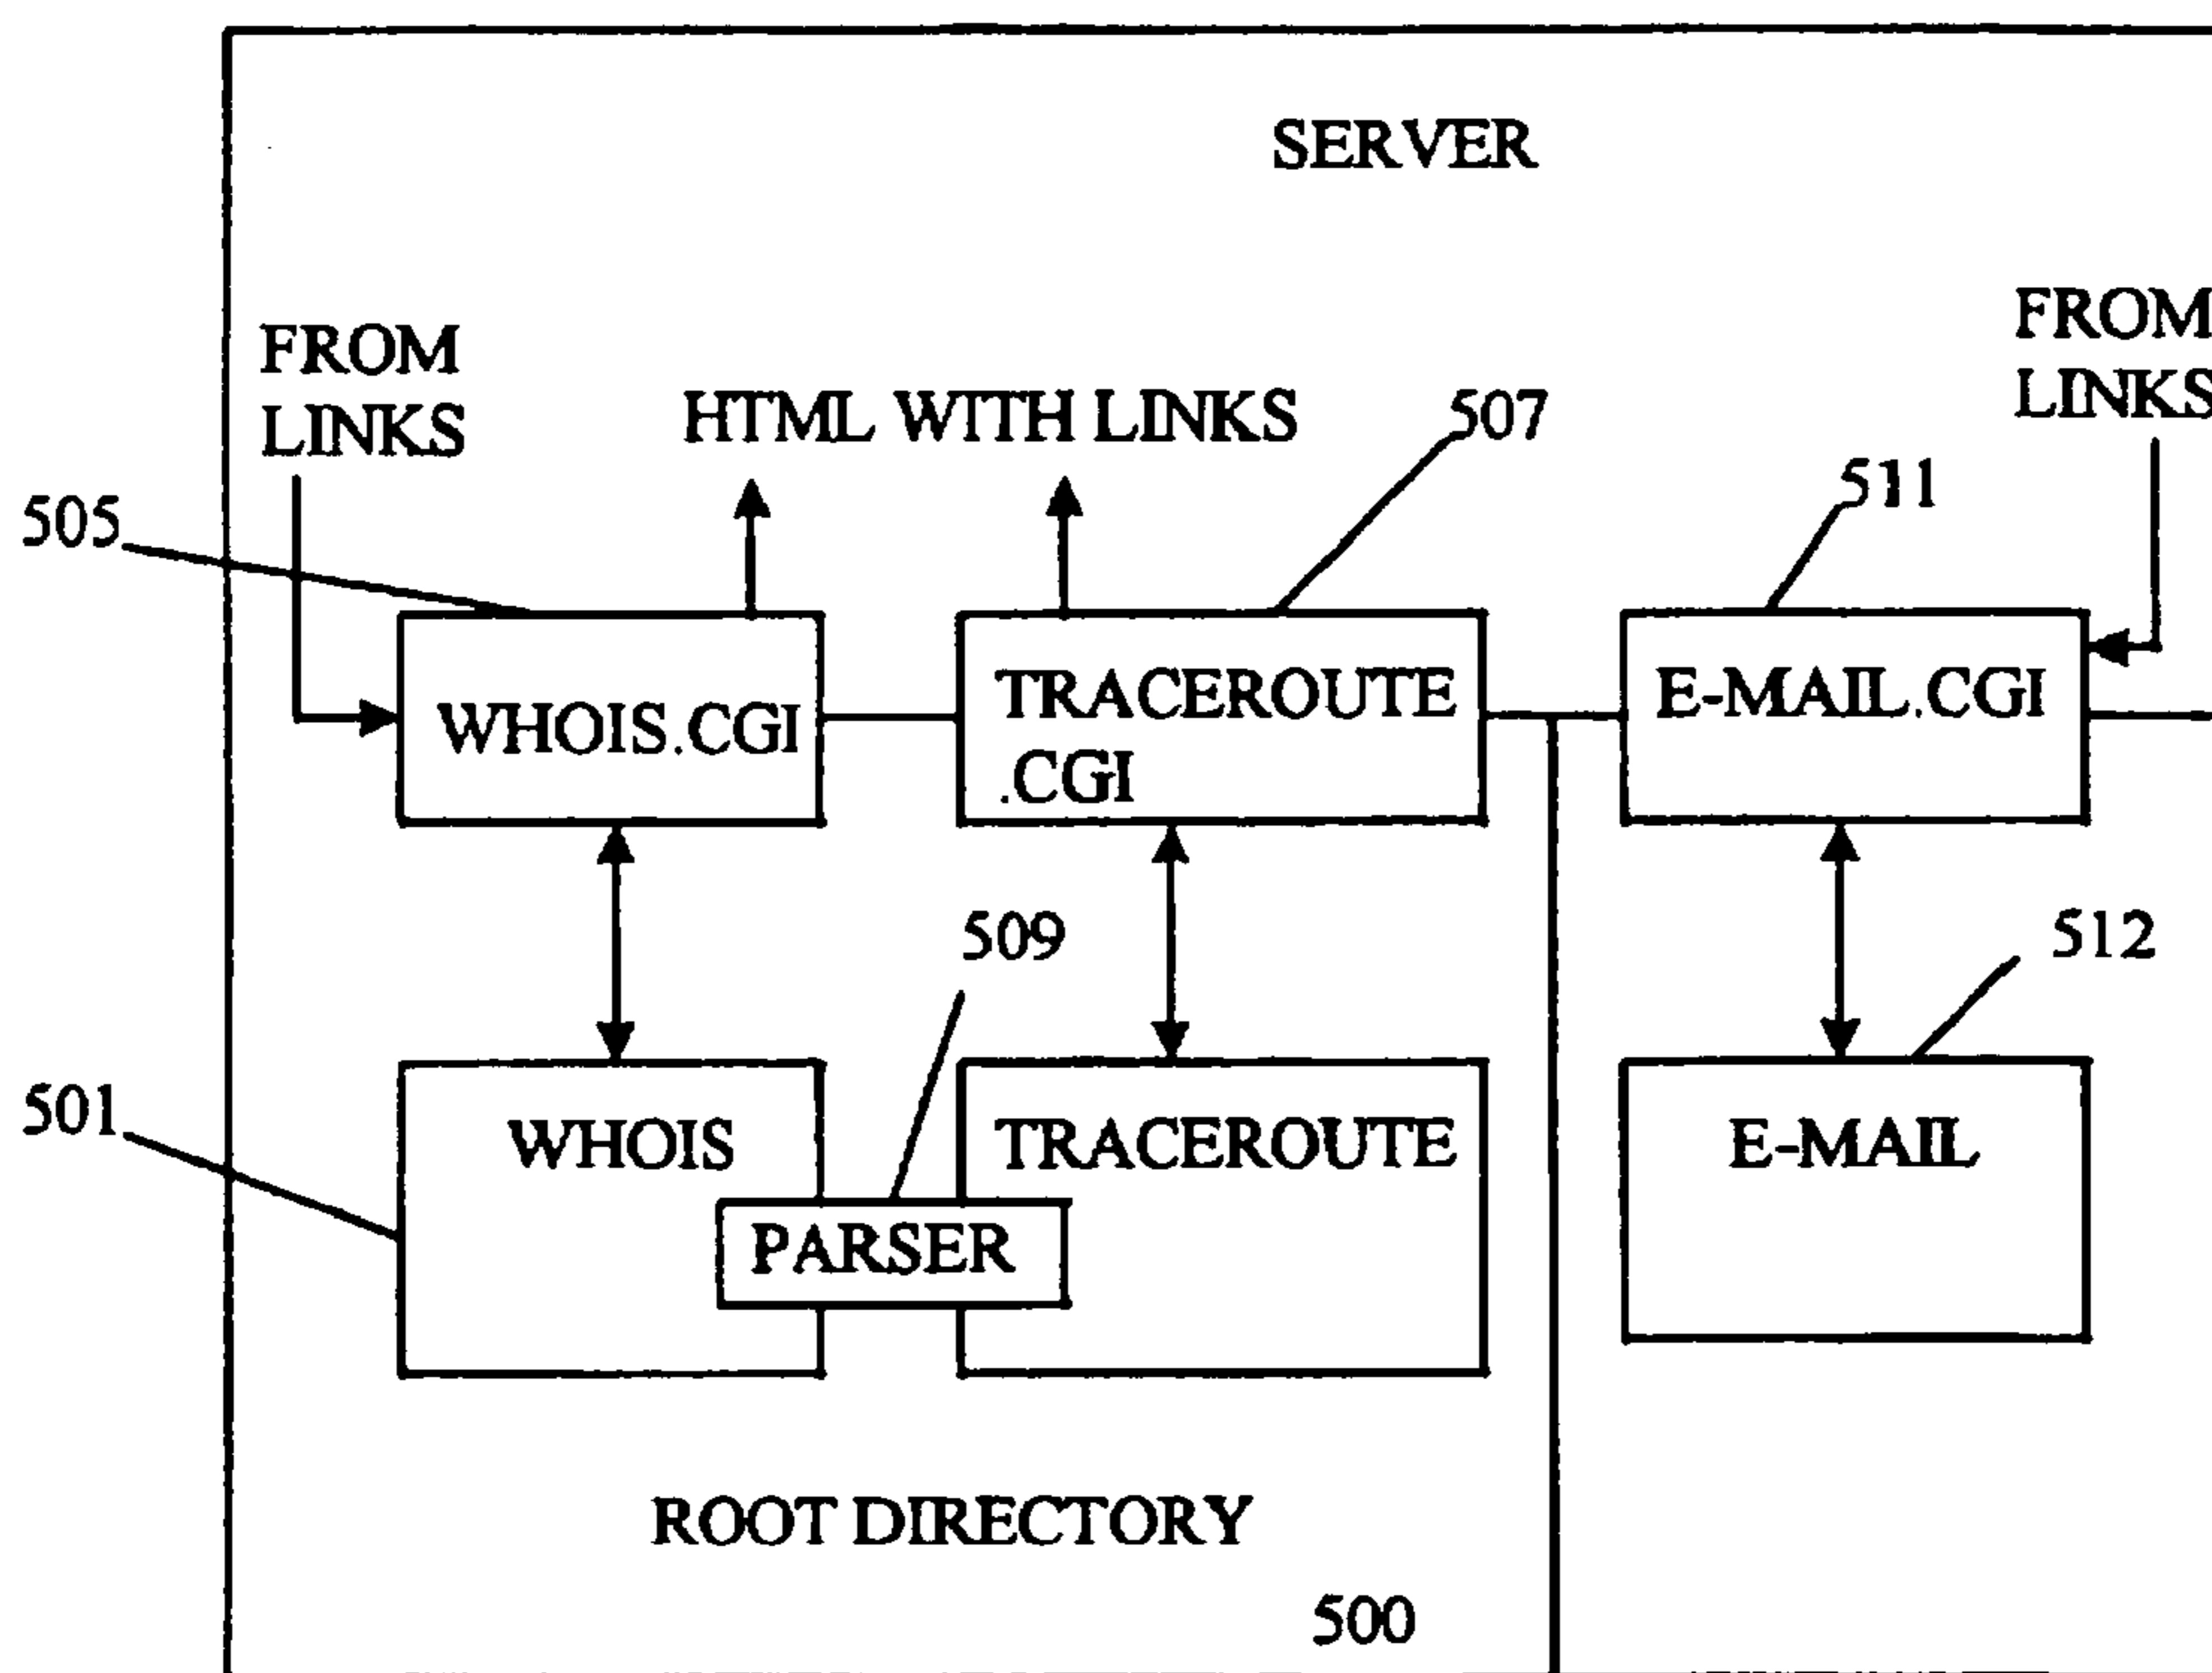 SERVER
FROM
LINKS
FROM
LINKS
HTML WITH LINKS
507
511
505
WHOIS.CGI
TRACEROUTE
.CGI
E-MAIL.CGI
509
512
501
WHOIS
TRACEROUTE
E-MAIL
PARSER
ROOT DIRECTORY
500